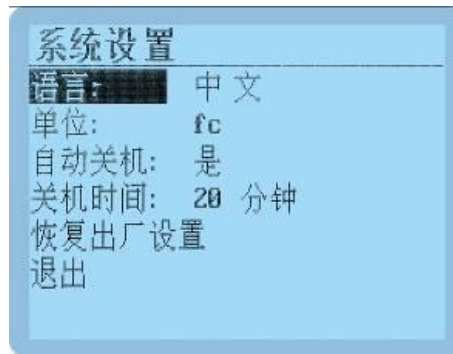 系统设置
语言: 中文
单位: fc
自动关机: 是
关机时间: 20 分钟
恢复出厂设置
退出